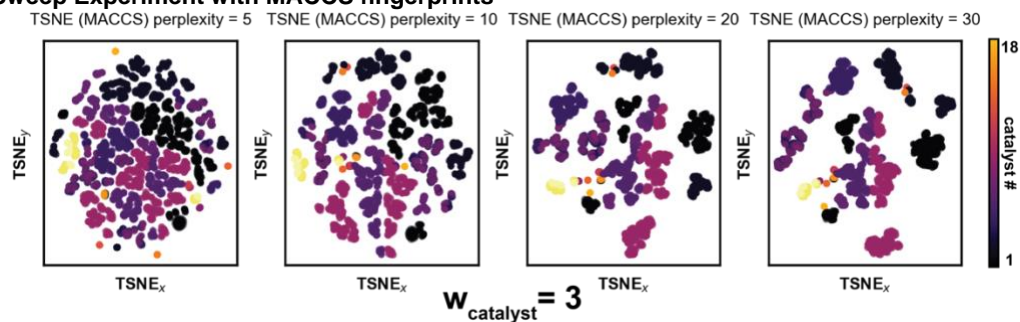 Sweep Experiment with MACCS fingerprints
TSNE (MACCS) perplexity = 5 TSNE (MACCS) perplexity = 10 TSNE (MACCS) perplexity = 20 TSNE (MACCS) perplexity = 30
TSNEy TSNEy TSNEy TSNEy
18
catalyst #
1
TSNEx TSNEx TSNEx TSNEx
wcatalyst= 3